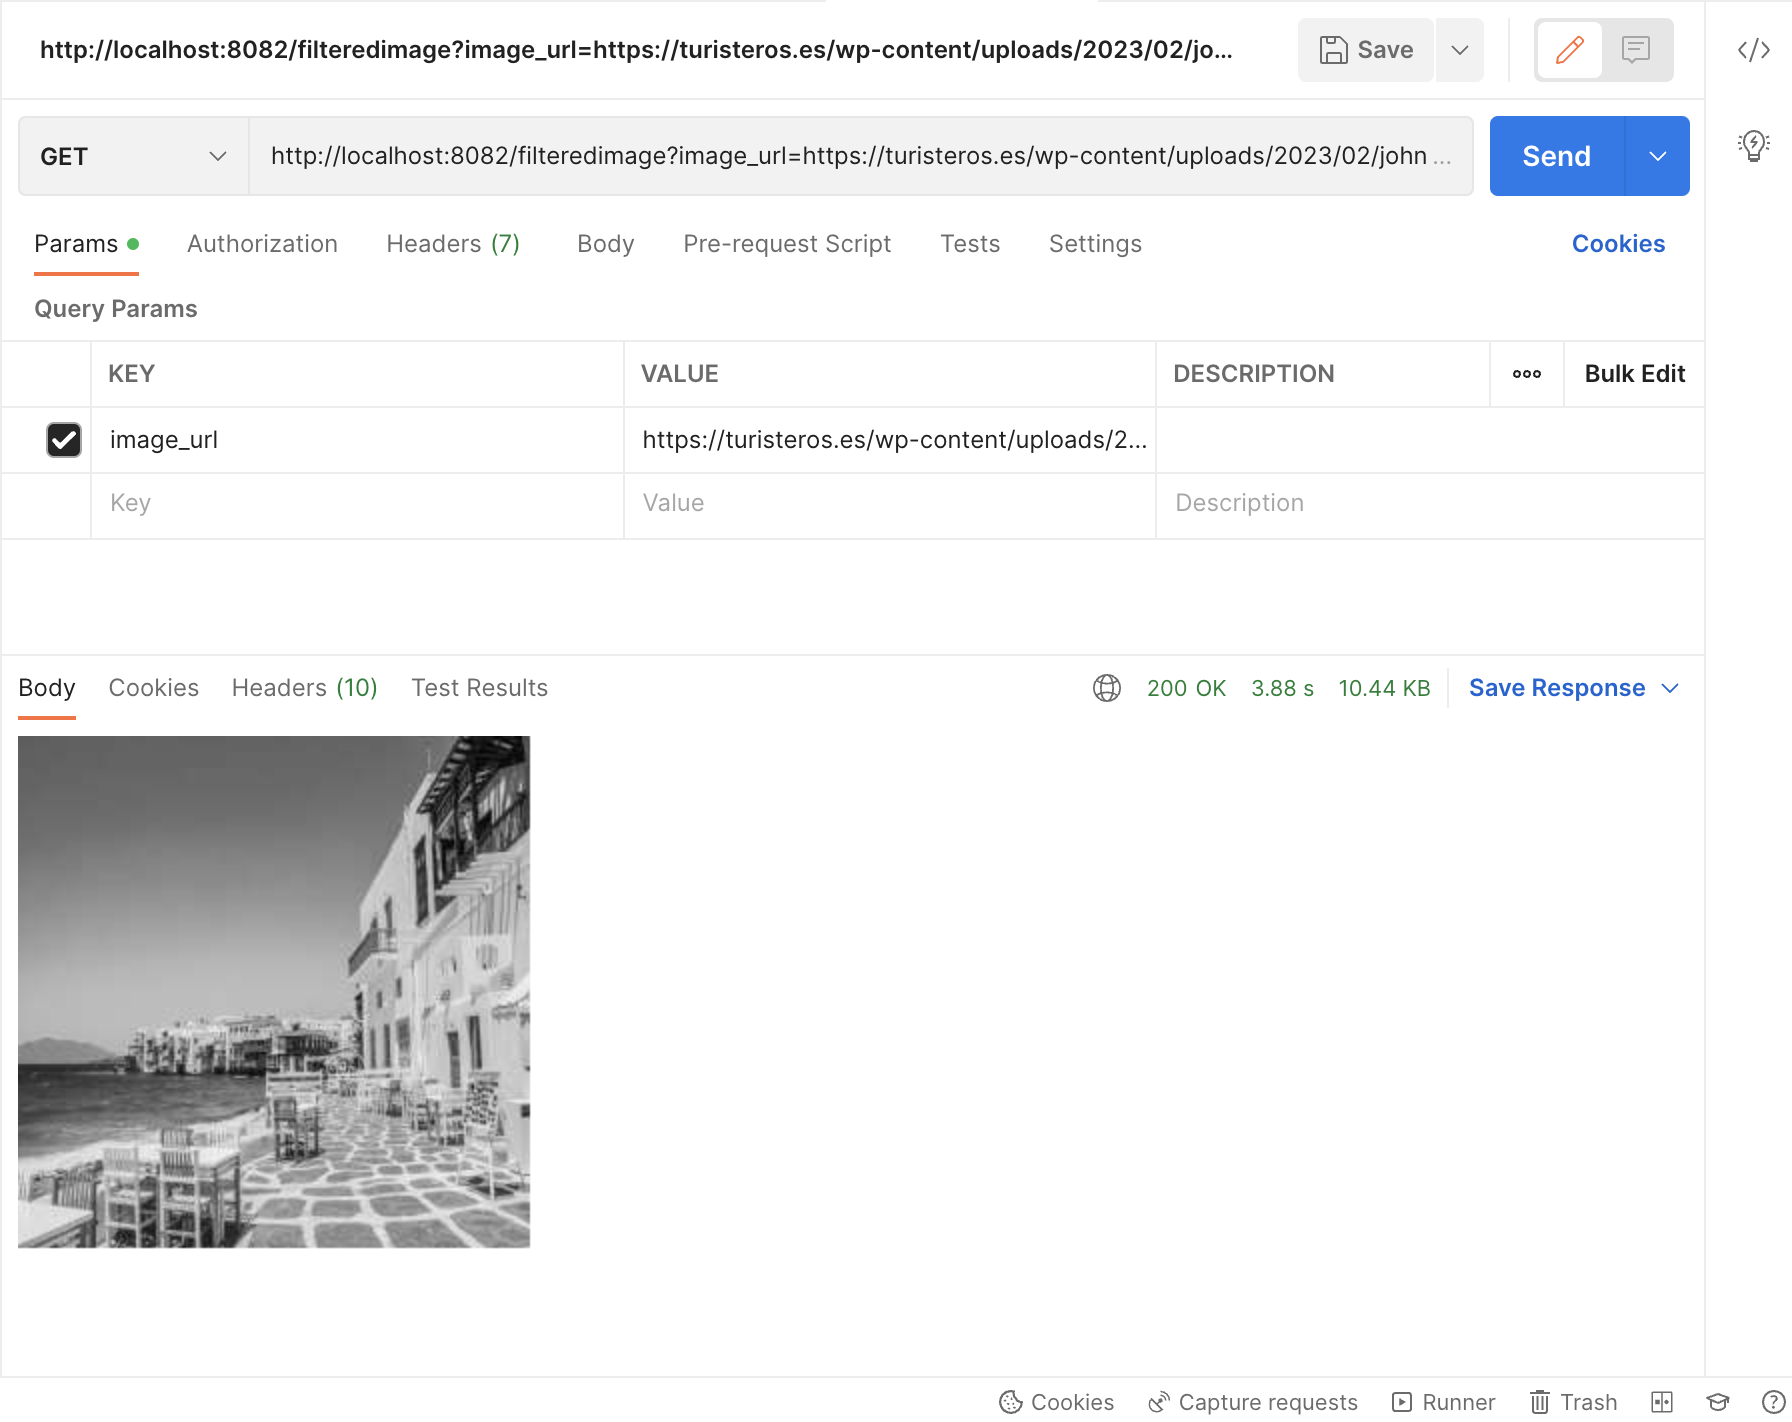 http://localhost:8082/filteredimage?image_url=https://turisteros.es/wp-content/uploads/2023/02/jo...
Save
GET
http://localhost:8082/filteredimage?image_url=https://turisteros.es/wp-content/uploads/2023/02/john ...
Send
Params Authorization Headers (7) Body Pre-request Script Tests Settings Cookies
Query Params
KEY VALUE DESCRIPTION ooo Bulk Edit
image_url https://turisteros.es/wp-content/uploads/2...
Key Value Description
Body Cookies Headers (10) Test Results 200 OK 3.88 s 10.44 KB Save Response
Cookies Capture requests Runner Trash